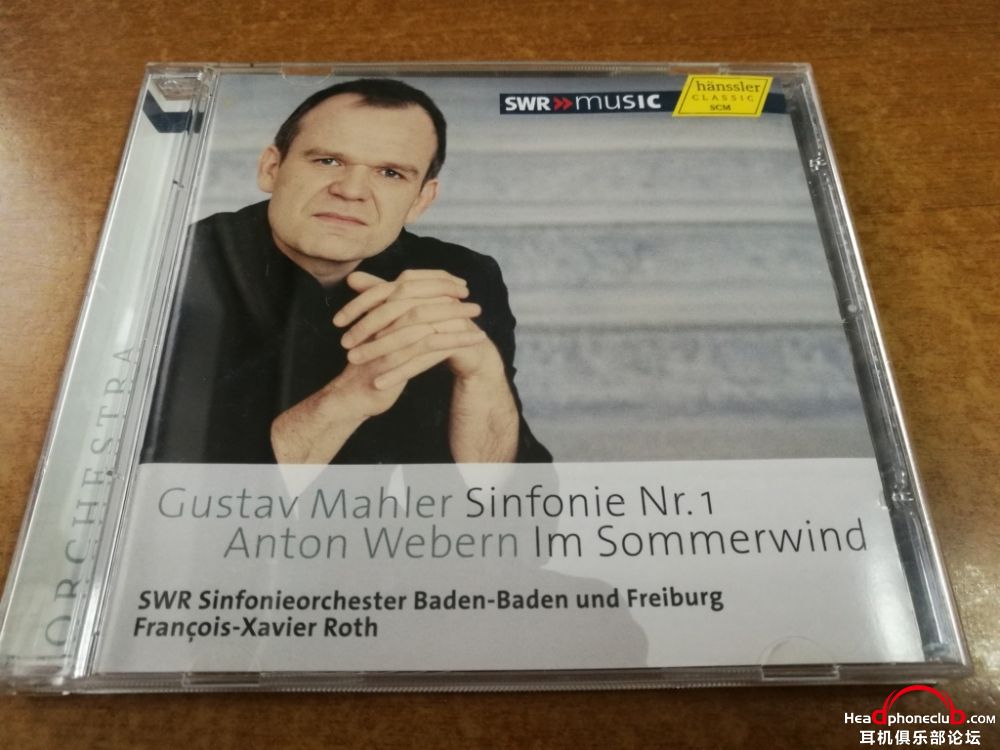 SWR»musIC
hänssler
CLASSIC
SCM
ORCHESTRA
Gustav Mahler Sinfonie Nr.1
Anton Webern Im Sommerwind
SWR Sinfonieorchester Baden-Baden und Freiburg
François-Xavier Roth
Headphoneclub.COM
耳机俱乐部论坛